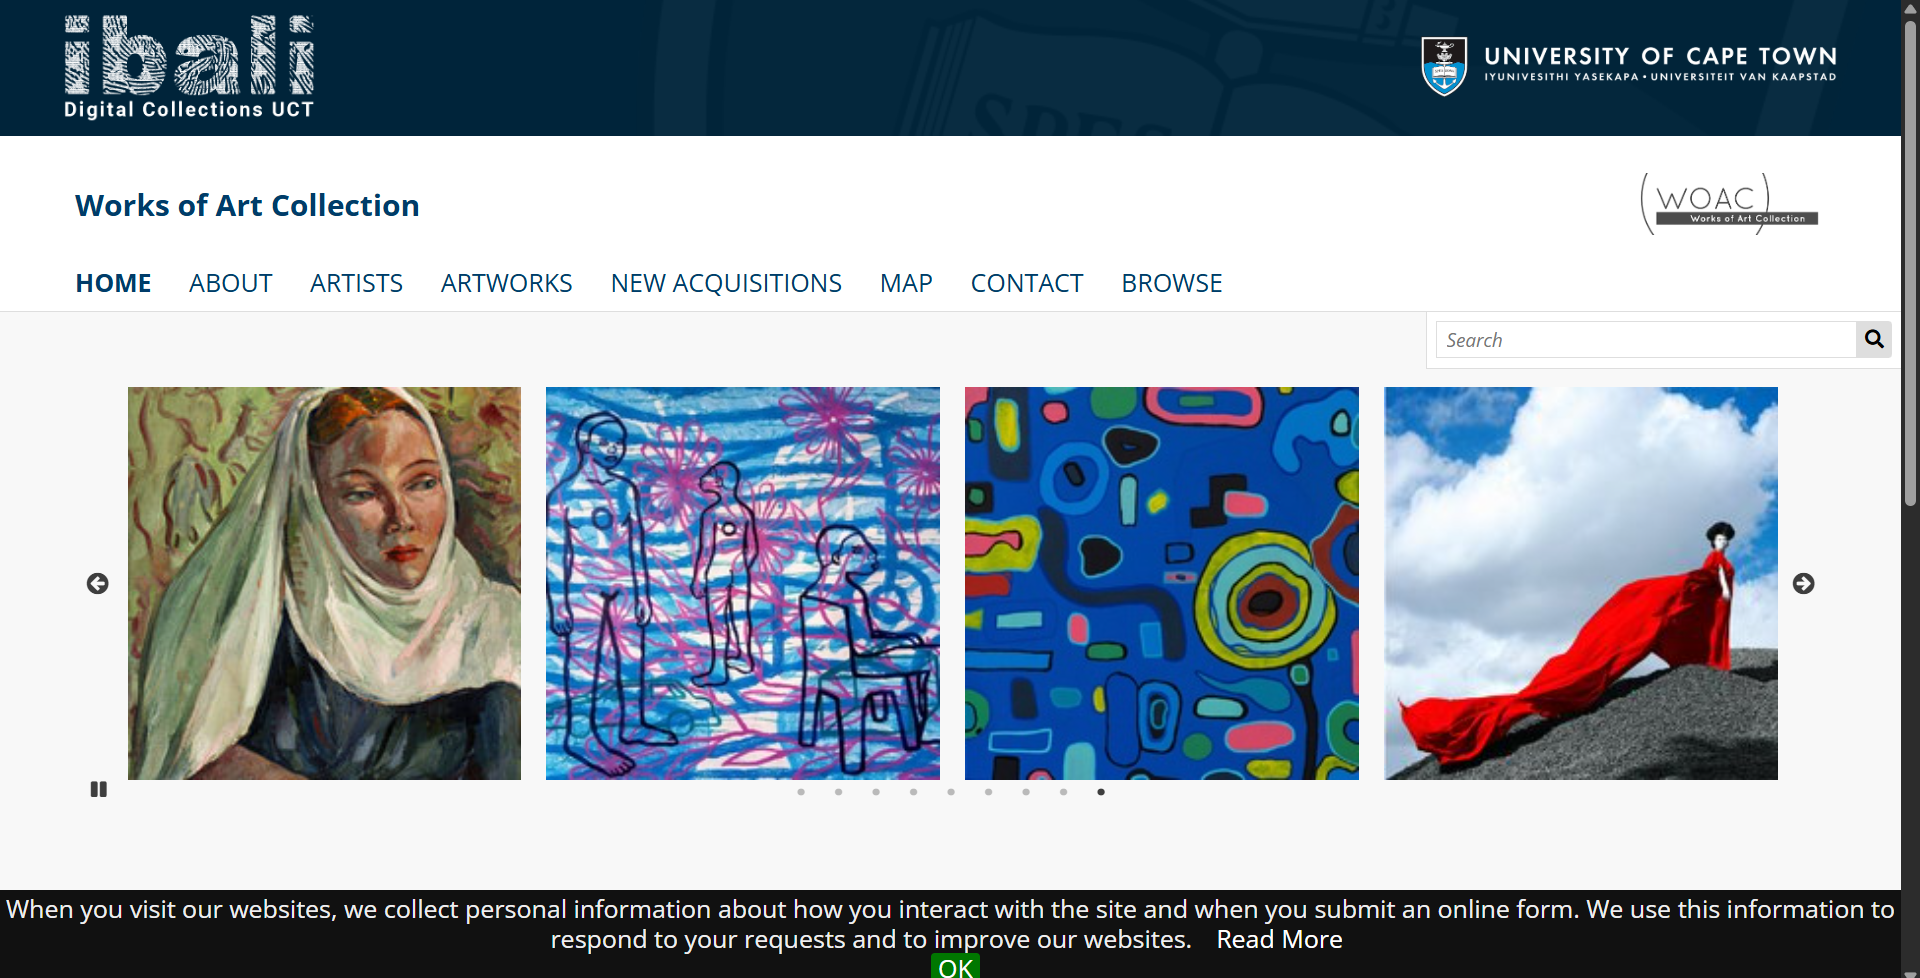 ibali
Digital Collections UCT
UNIVERSITY OF CAPE TOWN
IYUNIVESITHI YASEKAPA • UNIVERSITEIT VAN KAAPSTAD
SPES
Works of Art Collection
WOAC
Works of Art Collection
HOME ABOUT ARTISTS ARTWORKS NEW ACQUISITIONS MAP CONTACT BROWSE
Search
When you visit our websites, we collect personal information about how you interact with the site and when you submit an online form. We use this information to
respond to your requests and to improve our websites. Read More
OK